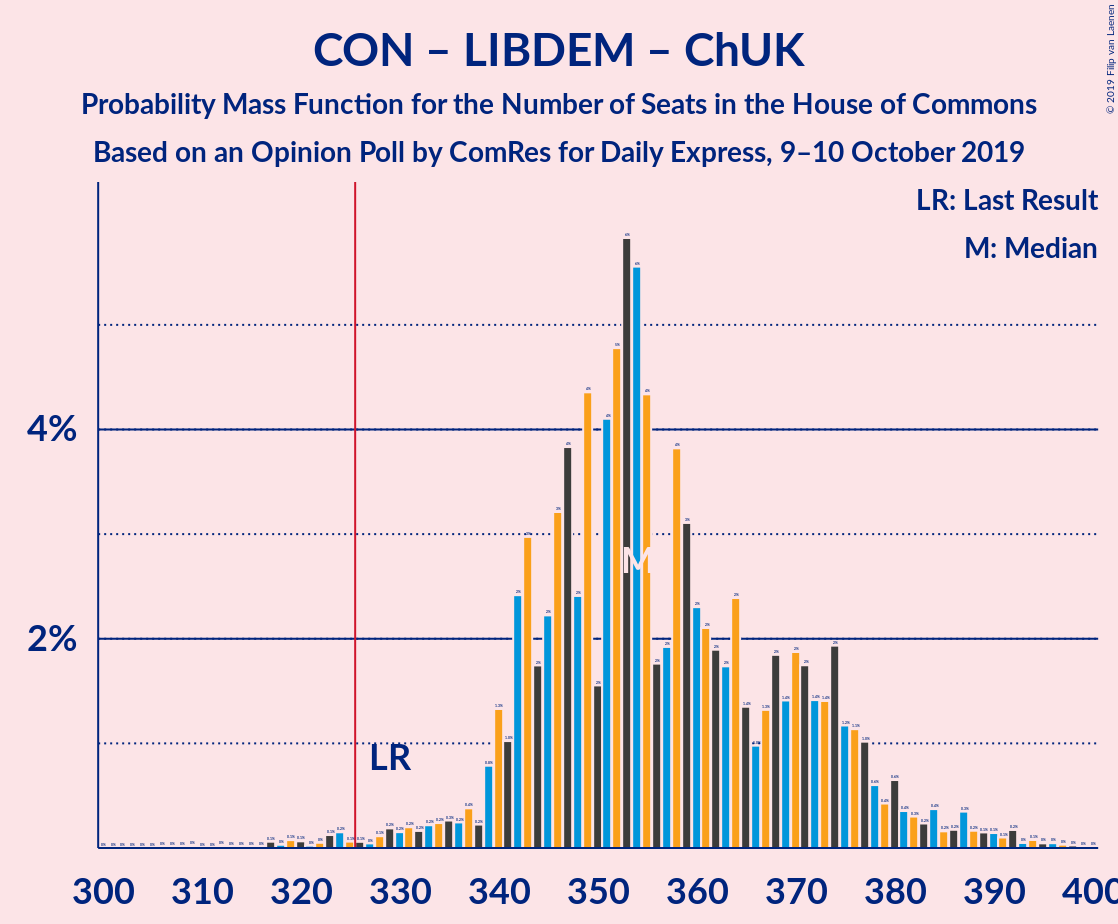 CON – LIBDEM – ChUK
Probability Mass Function for the Number of Seats in the House of Commons
Based on an Opinion Poll by ComRes for Daily Express, 9–10 October 2019
© 2019 Filip van Laenen
LR: Last Result
M: Median
4%
2%
LR
M
300 310 320 330 340 350 360 370 380 390 400